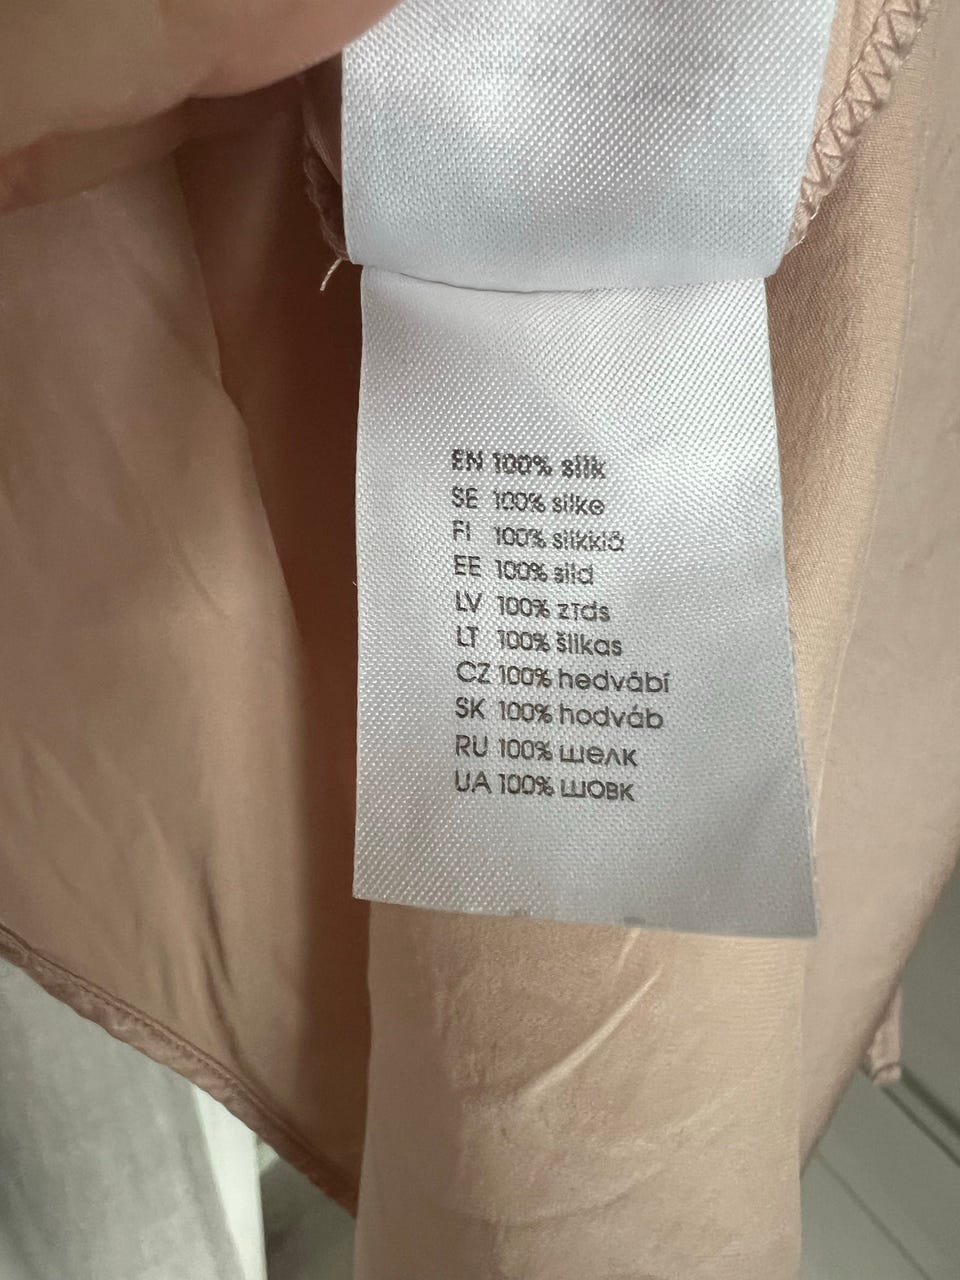 EN 100% silk
SE 100% silke
FI 100% silkkiä
EE 100% siid
LV 100% zīds
LT 100% šilkas
CZ 100% hedvábí
SK 100% hodváb
RU 100% шелк
UA 100% шовк